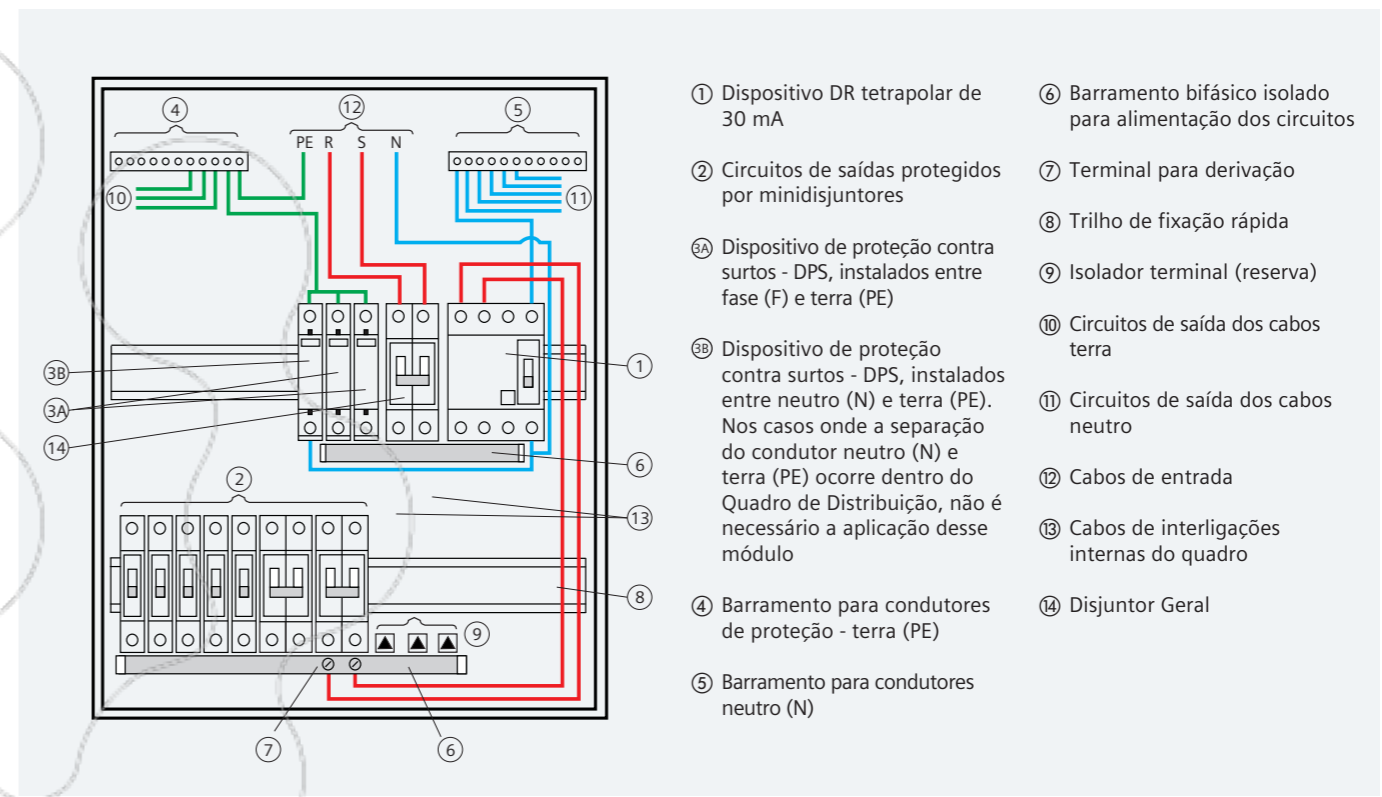 ④
⑫
⑤
PE R S N
⑩
⑪
3B
3A
⑭
①
⑥
②
⑬
⑧
⑨
⑦
⑥
① Dispositivo DR tetrapolar de
30 mA
② Circuitos de saídas protegidos
por minidisjuntores
3A Dispositivo de proteção contra
surtos - DPS, instalados entre
fase (F) e terra (PE)
3B Dispositivo de proteção
contra surtos - DPS, instalados
entre neutro (N) e terra (PE).
Nos casos onde a separação
do condutor neutro (N) e
terra (PE) ocorre dentro do
Quadro de Distribuição, não é
necessário a aplicação desse
módulo
④ Barramento para condutores
de proteção - terra (PE)
⑤ Barramento para condutores
neutro (N)
⑥ Barramento bifásico isolado
para alimentação dos circuitos
⑦ Terminal para derivação
⑧ Trilho de fixação rápida
⑨ Isolador terminal (reserva)
⑩ Circuitos de saída dos cabos
terra
⑪ Circuitos de saída dos cabos
neutro
⑫ Cabos de entrada
⑬ Cabos de interligações
internas do quadro
⑭ Disjuntor Geral